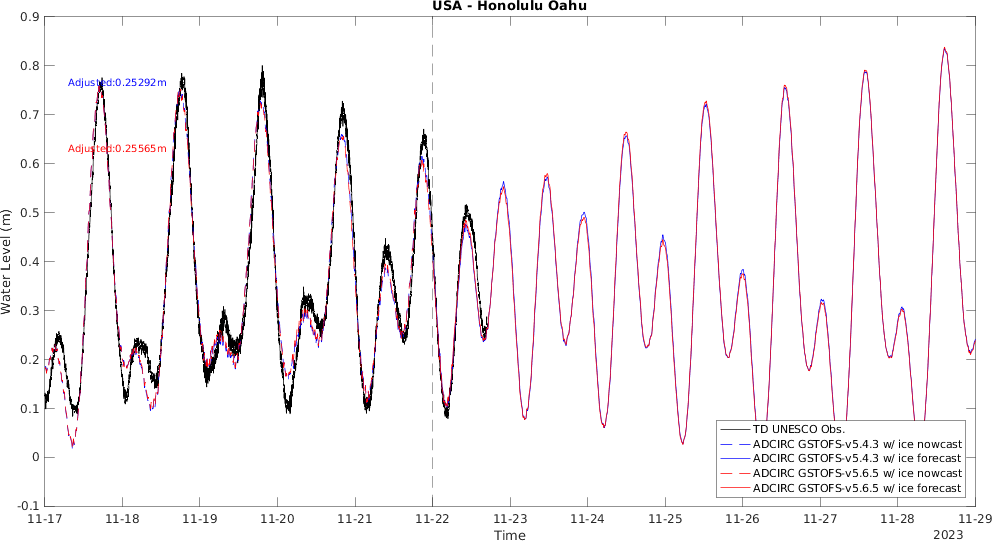 USA - Honolulu Oahu
0.9
0.8
0.7
0.6
0.5
0.4
0.3
0.2
0.1
0
-0.1
Water Level (m)
Adjusted:0.25292m
Adjusted:0.25565m
TD UNESCO Obs.
ADCIRC GSTOFS-v5.4.3 w/ ice nowcast
ADCIRC GSTOFS-v5.4.3 w/ ice forecast
ADCIRC GSTOFS-v5.6.5 w/ ice nowcast
ADCIRC GSTOFS-v5.6.5 w/ ice forecast
11-17 11-18 11-19 11-20 11-21 11-22 11-23 11-24 11-25 11-26 11-27 11-28 11-29
Time
2023